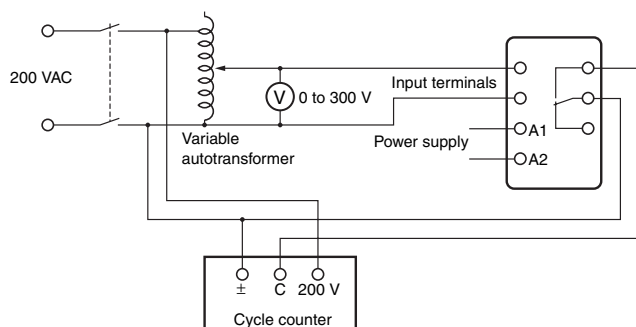 200 VAC
V
0 to 300 V
Input terminals
Variable
autotransformer
Power supply
A1
A2
± C 200 V
Cycle counter